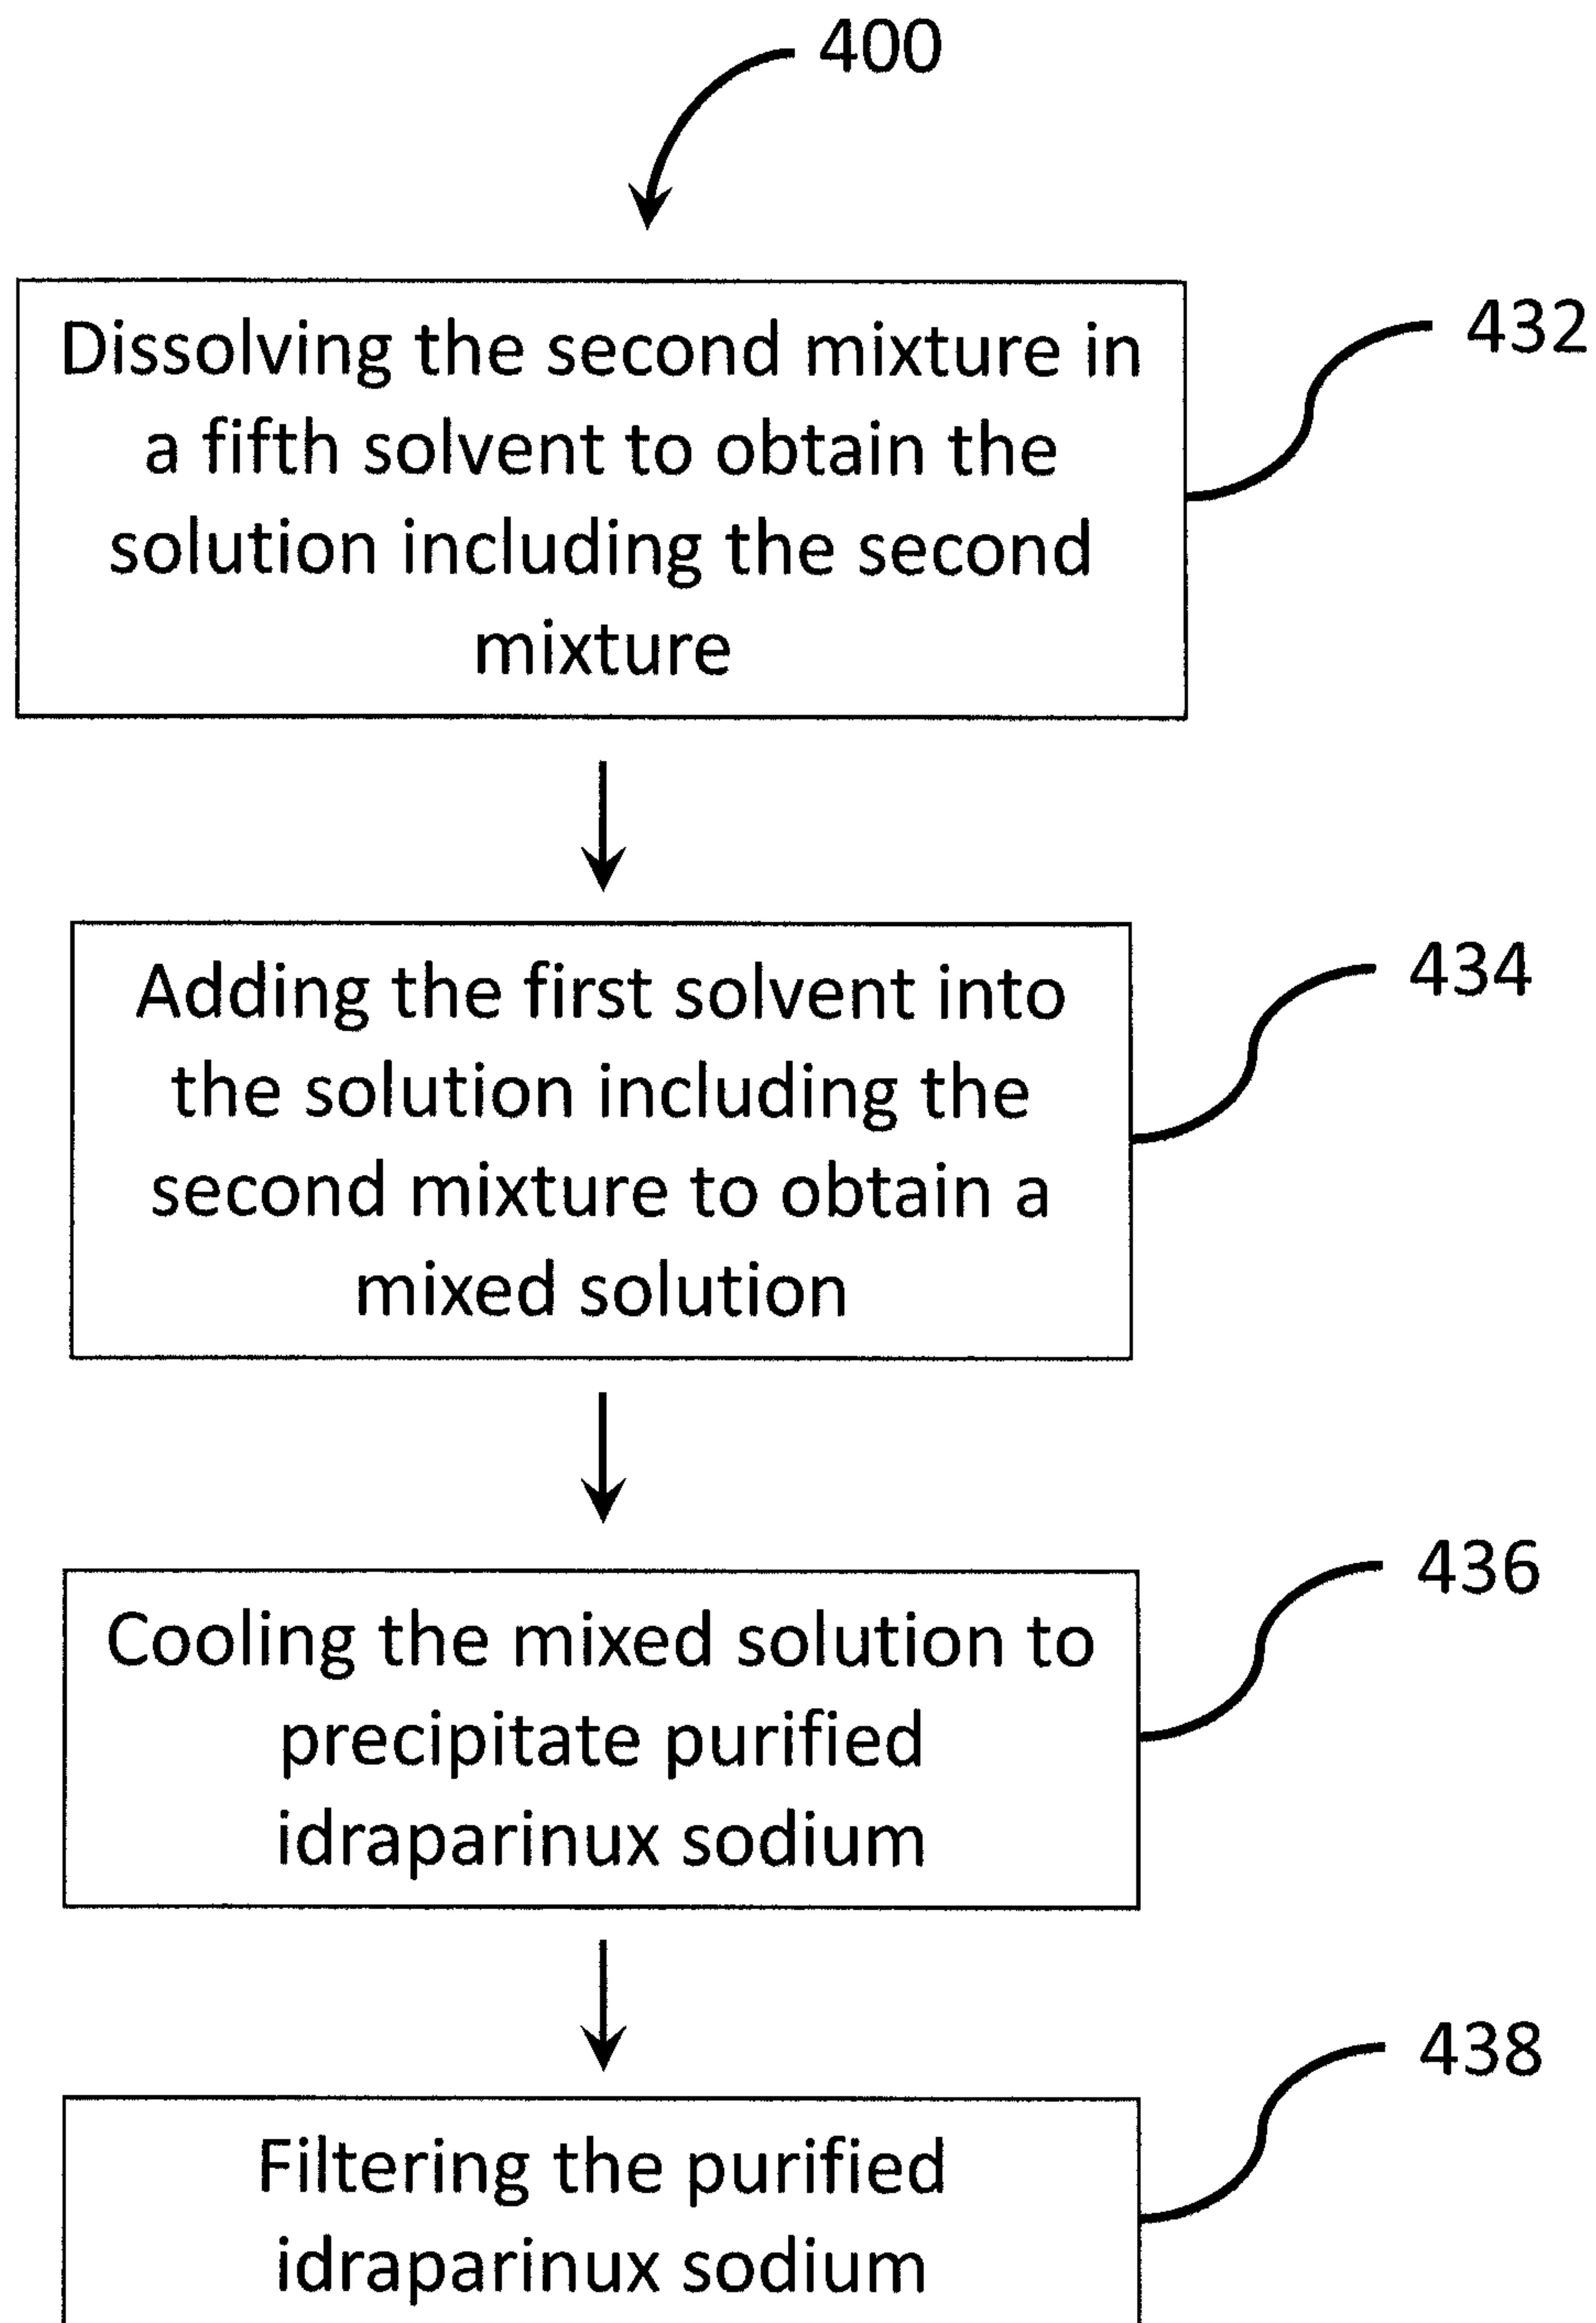 400
Dissolving the second mixture in
a fifth solvent to obtain the
solution including the second
mixture
432
Adding the first solvent into
the solution including the
second mixture to obtain a
mixed solution
434
Cooling the mixed solution to
precipitate purified
idraparinux sodium
436
Filtering the purified
idraparinux sodium
438